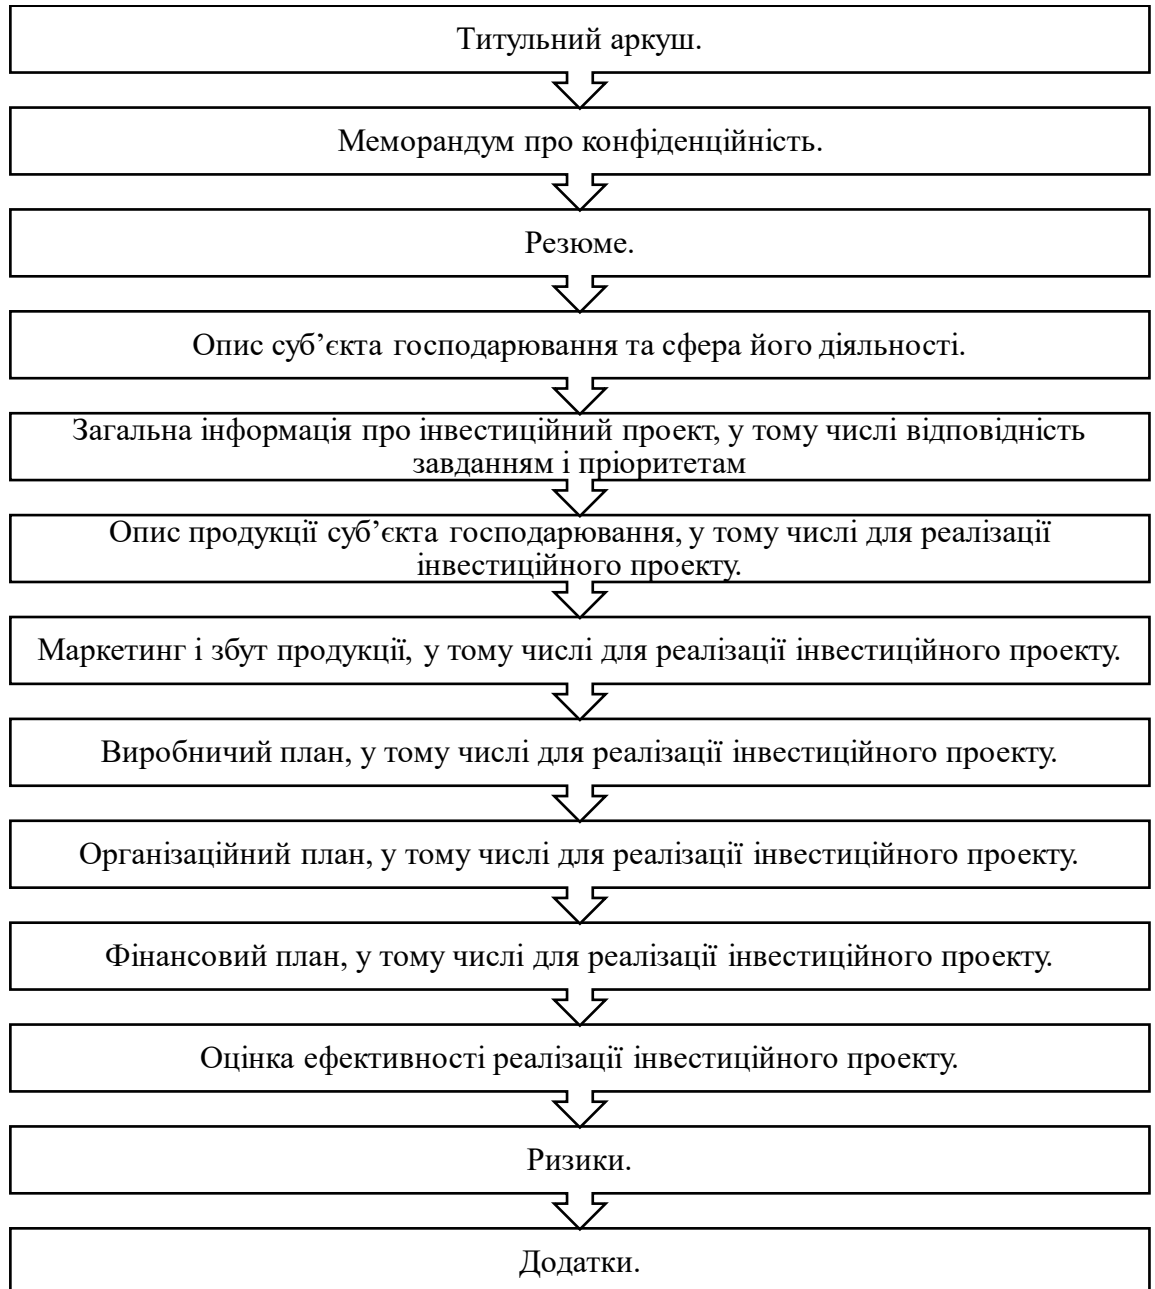 Титульний аркуш.
Меморандум про конфіденційність.
Резюме.
Опис суб’єкта господарювання та сфера його діяльності.
Загальна інформація про інвестиційний проект, у тому числі відповідність
завданням і пріоритетам
Опис продукції суб’єкта господарювання, у тому числі для реалізації
інвестиційного проекту.
Маркетинг і збут продукції, у тому числі для реалізації інвестиційного проекту.
Виробничий план, у тому числі для реалізації інвестиційного проекту.
Організаційний план, у тому числі для реалізації інвестиційного проекту.
Фінансовий план, у тому числі для реалізації інвестиційного проекту.
Оцінка ефективності реалізації інвестиційного проекту.
Ризики.
Додатки.